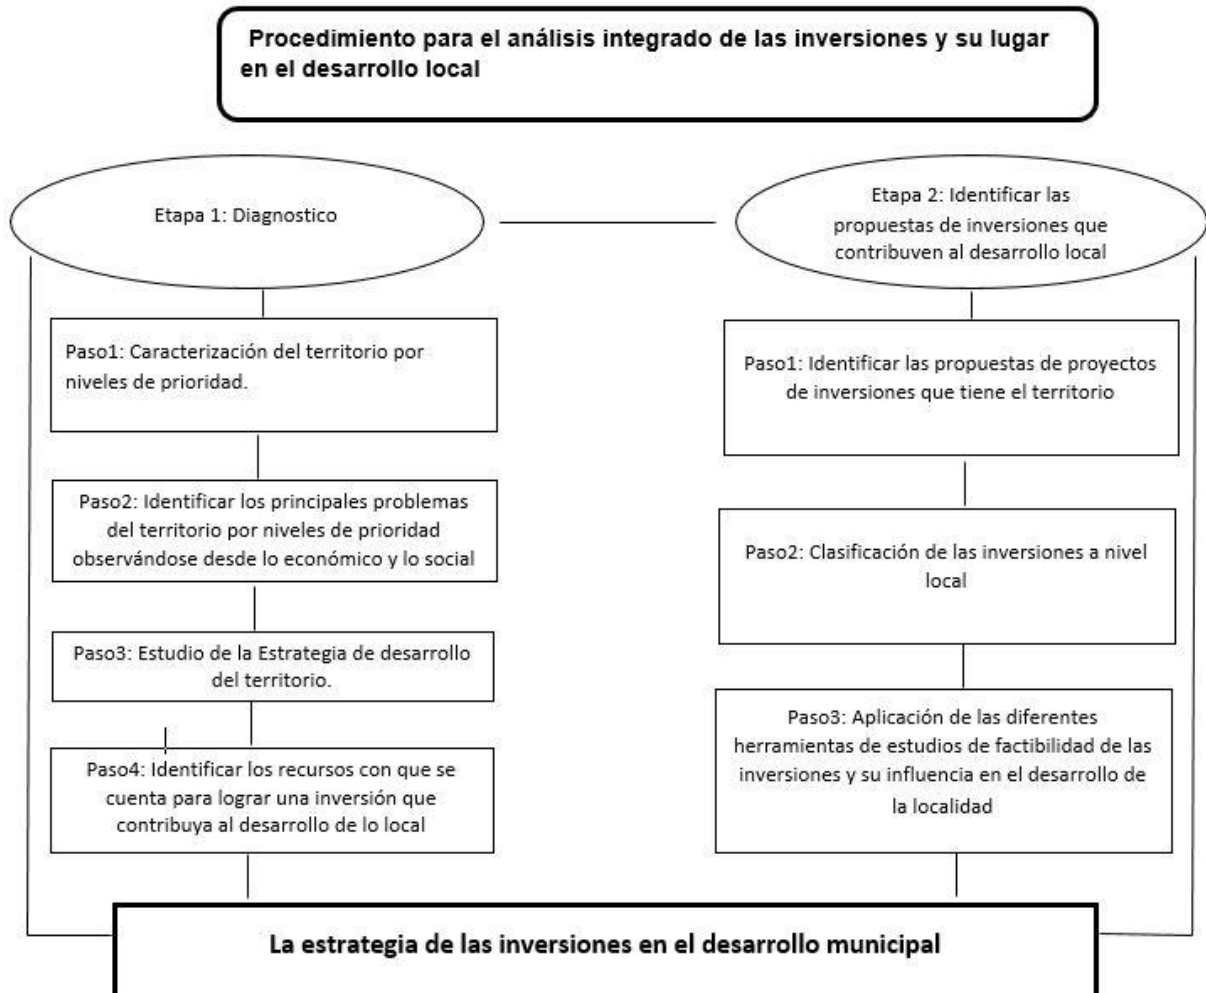 Procedimiento para el análisis integrado de las inversiones y su lugar
en el desarrollo local
Etapa 1: Diagnostico
Paso1: Caracterización del territorio por
niveles de prioridad.
Paso2: Identificar los principales problemas
del territorio por niveles de prioridad
observándose desde lo económico y lo social
Paso3: Estudio de la Estrategia de desarrollo
del territorio.
Paso4: Identificar los recursos con que se
cuenta para lograr una inversión que
contribuya al desarrollo de lo local
Etapa 2: Identificar las
propuestas de inversiones que
contribuven al desarrollo local
Paso1: Identificar las propuestas de proyectos
de inversiones que tiene el territorio
Paso2: Clasificación de las inversiones a nivel
local
Paso3: Aplicación de las diferentes
herramientas de estudios de factibilidad de las
inversiones y su influencia en el desarrollo de
la localidad
La estrategia de las inversiones en el desarrollo municipal